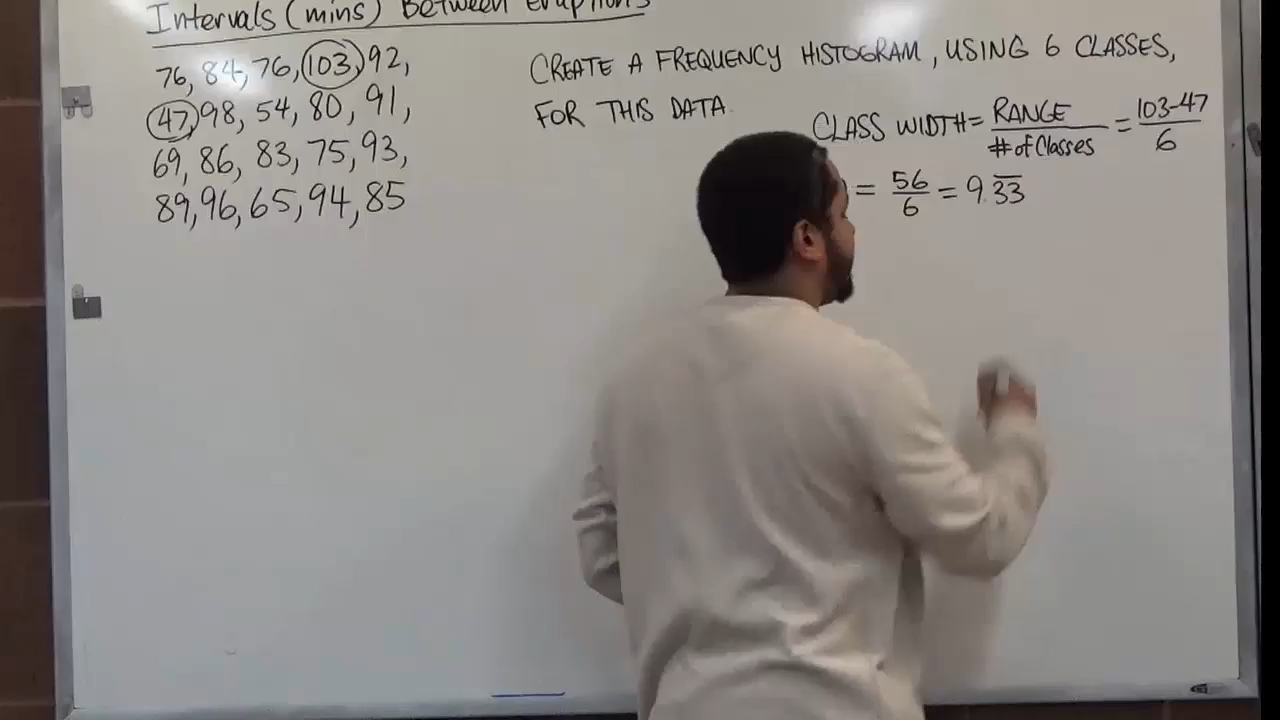 Intervals (mins) Between eruptions
76, 84, 76, 103, 92,
47, 98, 54, 80, 91,
69, 86, 83, 75, 93,
89, 96, 65, 94, 85
CREATE A FREQUENCY HISTOGRAM, USING 6 CLASSES,
FOR THIS DATA.
CLASS WIDTH = RANGE / # of Classes = 103-47 / 6
= 56 / 6 = 9.33